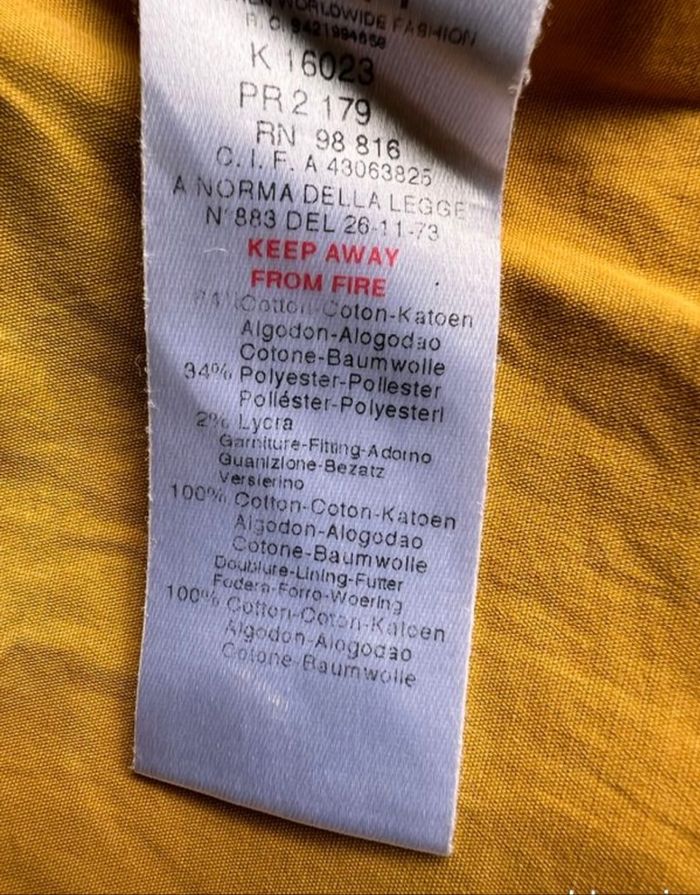 WORLDWIDE FASHION
R. C. 9421994658
K 16023
PR 2 179
RN 98 816
C. I. F. A 43063825
A NORMA DELLA LEGGE
N°883 DEL 26-11-73
KEEP AWAY
FROM FIRE
Cotton-Coton-Katoen
Algodon-Alogodao
Cotone-Baumwolle
34% Polyester-Pollester
Polléster-Polyesterl
2% Lycra
Garniture-Fitting-Adorno
Guanizione-Bezatz
Versierino
100% Cotton-Coton-Katoen
Algodon-Alogodao
Cotone-Baumwolle
Doublure-Lining-Futter
Fodera-Forro-Woering
100% Cotton-Coton-Katoen
Algodon-Alogodao
Cotone-Baumwolle